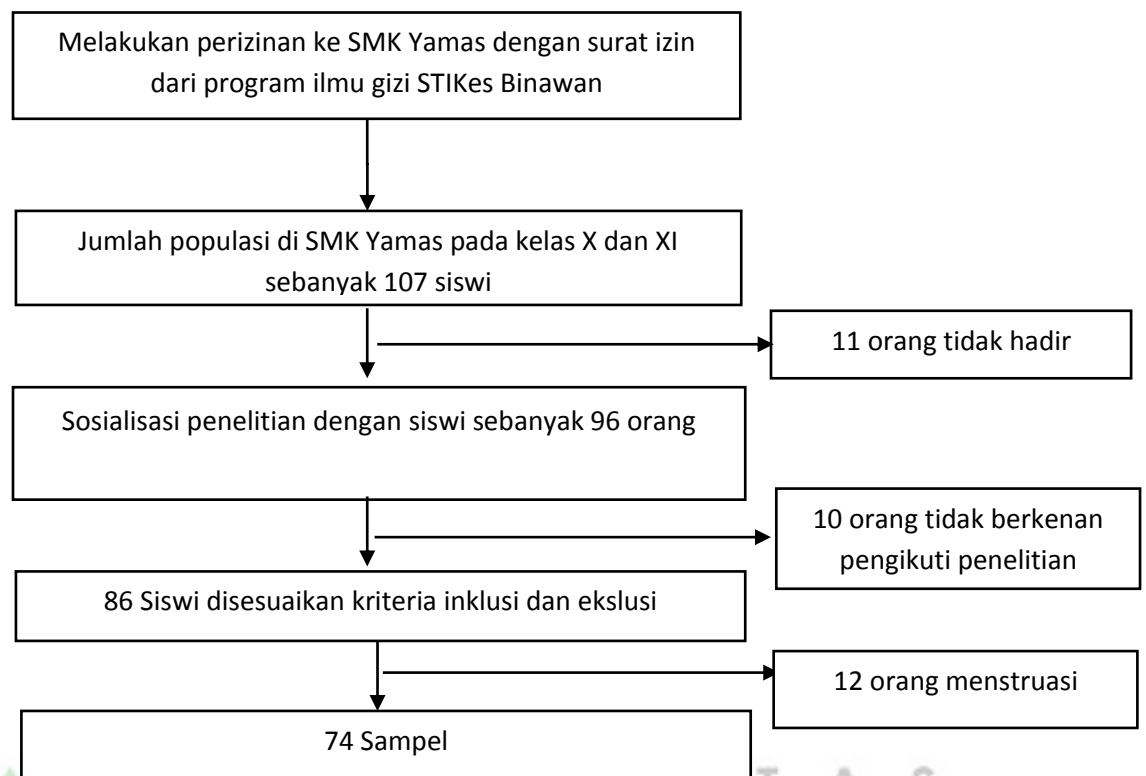 Melakukan perizinan ke SMK Yamas dengan surat izin
dari program ilmu gizi STIKes Binawan
Jumlah populasi di SMK Yamas pada kelas X dan XI
sebanyak 107 siswi
11 orang tidak hadir
Sosialisasi penelitian dengan siswi sebanyak 96 orang
10 orang tidak berkenan
pengikuti penelitian
86 Siswi disesuaikan kriteria inklusi dan ekslusi
12 orang menstruasi
74 Sampel